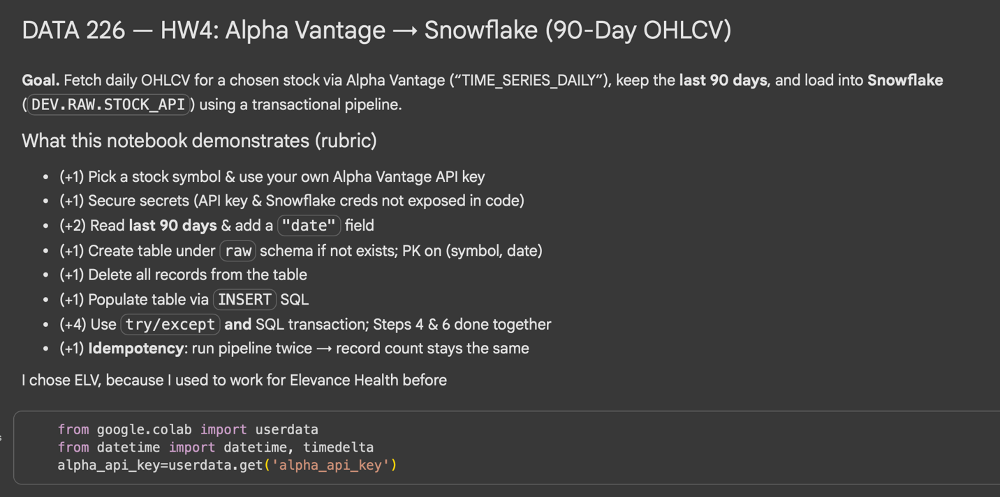 DATA 226 — HW4: Alpha Vantage → Snowflake (90-Day OHLCV)
Goal. Fetch daily OHLCV for a chosen stock via Alpha Vantage (“TIME_SERIES_DAILY”), keep the last 90 days, and load into Snowflake
(DEV.RAW.STOCK_API) using a transactional pipeline.
What this notebook demonstrates (rubric)
• (+1) Pick a stock symbol & use your own Alpha Vantage API key
• (+1) Secure secrets (API key & Snowflake creds not exposed in code)
• (+2) Read last 90 days & add a "date" field
• (+1) Create table under raw schema if not exists; PK on (symbol, date)
• (+1) Delete all records from the table
• (+1) Populate table via INSERT SQL
• (+4) Use try/except and SQL transaction; Steps 4 & 6 done together
• (+1) Idempotency: run pipeline twice → record count stays the same
I chose ELV, because I used to work for Elevance Health before
from google.colab import userdata
from datetime import datetime, timedelta
alpha_api_key=userdata.get('alpha_api_key')